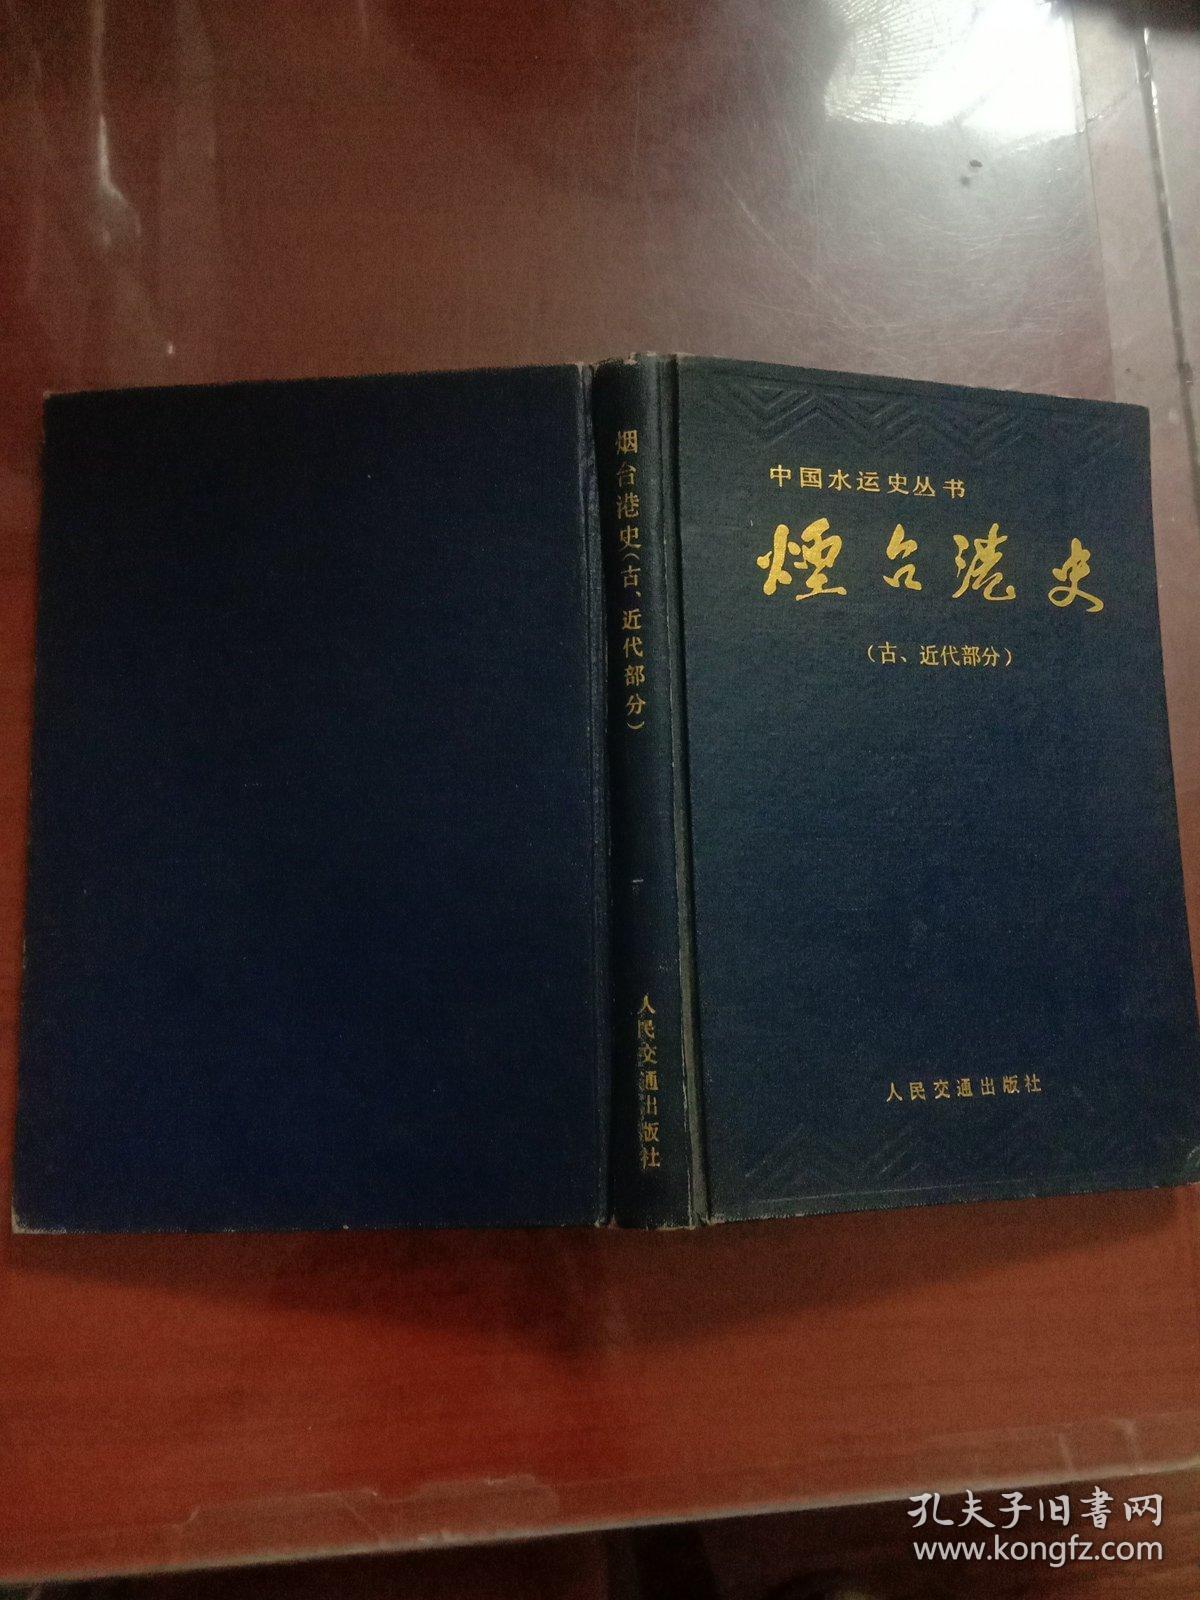 中国水运史丛书
煙台港史
（古、近代部分）
人民交通出版社
烟台港史（古、近代部分）
人民交通出版社
孔夫子旧书网
www.kongfz.com